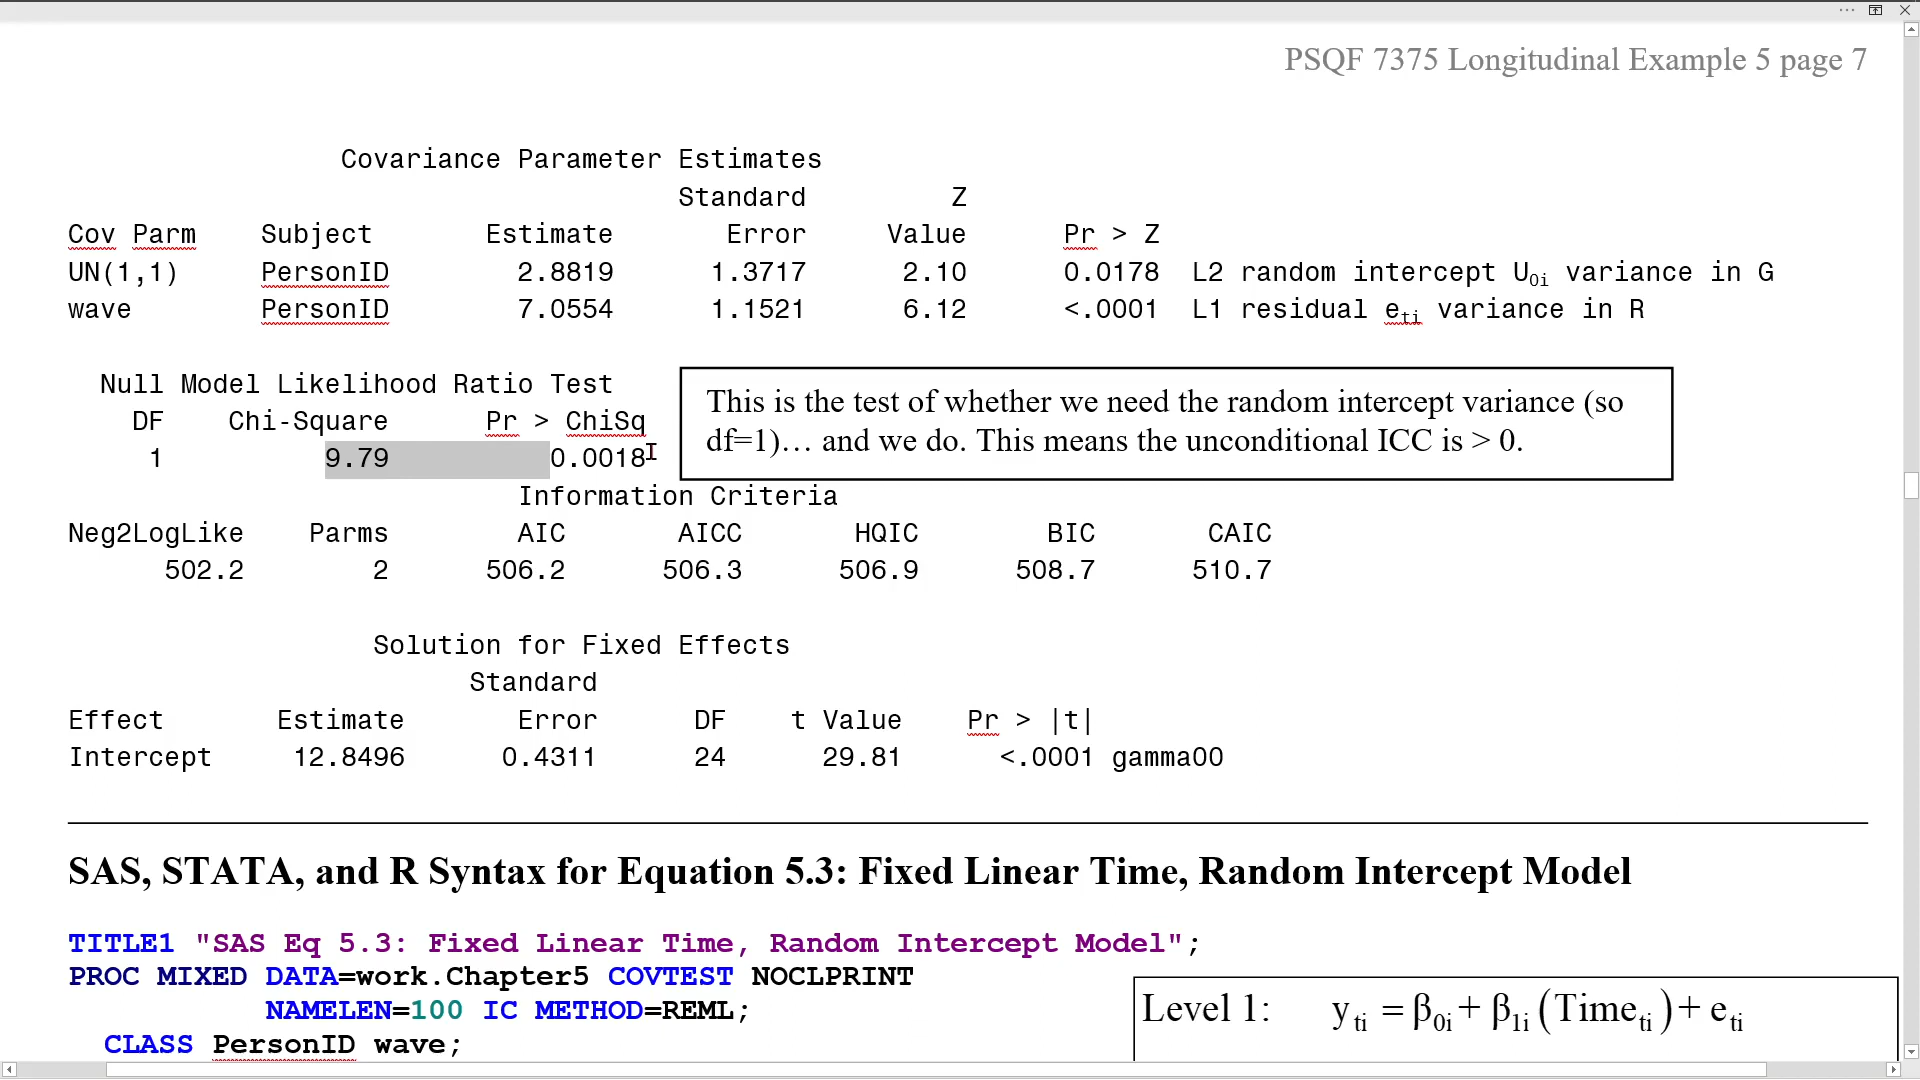 PSQF 7375 Longitudinal Example 5 page 7
Covariance Parameter Estimates
Standard Z
Cov Parm Subject Estimate Error Value Pr > Z
UN(1,1) PersonID 2.8819 1.3717 2.10 0.0178 L2 random intercept U0i variance in G
wave PersonID 7.0554 1.1521 6.12 <.0001 L1 residual eti variance in R
Null Model Likelihood Ratio Test
DF Chi-Square Pr > ChiSq
1 9.79 0.0018
This is the test of whether we need the random intercept variance (so
df=1)… and we do. This means the unconditional ICC is > 0.
Information Criteria
Neg2LogLike Parms AIC AICC HQIC BIC CAIC
502.2 2 506.2 506.3 506.9 508.7 510.7
Solution for Fixed Effects
Standard
Effect Estimate Error DF t Value Pr > |t|
Intercept 12.8496 0.4311 24 29.81 <.0001 gamma00
SAS, STATA, and R Syntax for Equation 5.3: Fixed Linear Time, Random Intercept Model
TITLE1 "SAS Eq 5.3: Fixed Linear Time, Random Intercept Model";
PROC MIXED DATA=work.Chapter5 COVTEST NOCLPRINT
NAMELEN=100 IC METHOD=REML;
CLASS PersonID wave;
Level 1: yti = β0i + β1i (Timeti) + eti